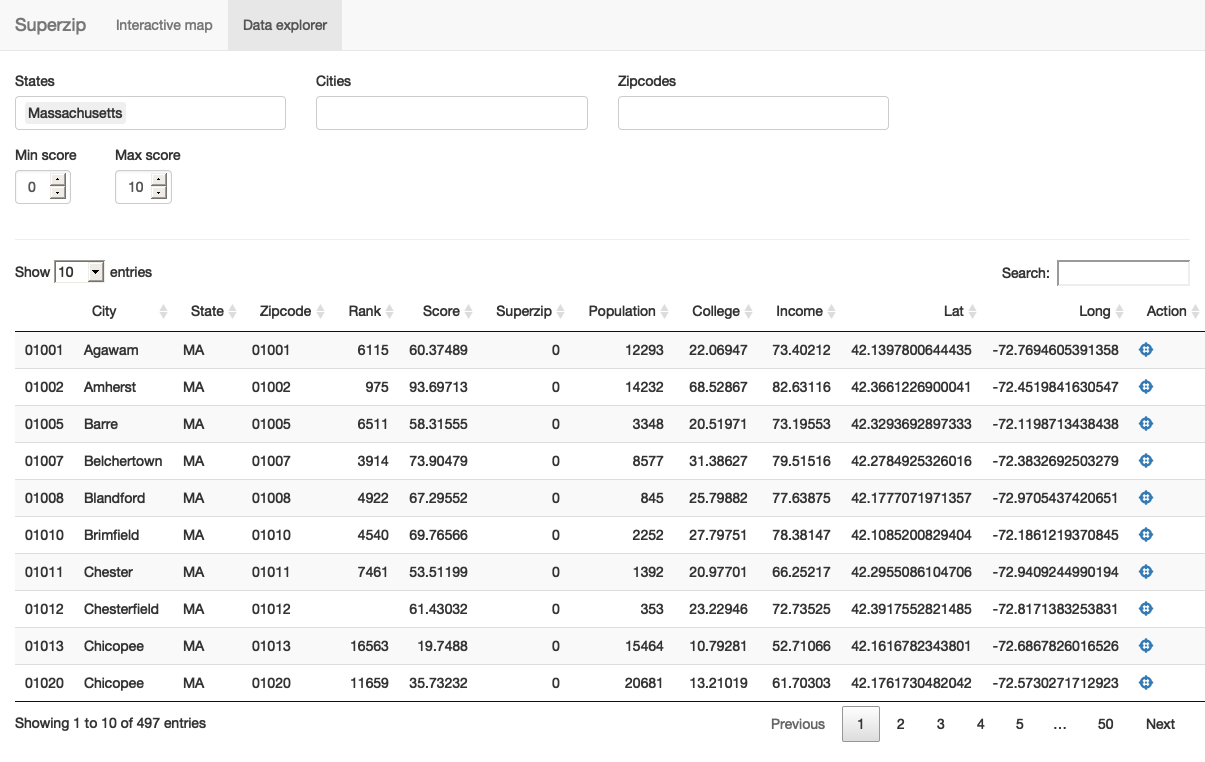 Superzip Interactive map Data explorer
States Cities Zipcodes
Massachusetts
Min score Max score
0 10
Show 10 entries Search:
City State Zipcode Rank Score Superzip Population College Income Lat Long Action
01001 Agawam MA 01001 6115 60.37489 0 12293 22.06947 73.40212 42.1397800644435 -72.7694605391358
01002 Amherst MA 01002 975 93.69713 0 14232 68.52867 82.63116 42.3661226900041 -72.4519841630547
01005 Barre MA 01005 6511 58.31555 0 3348 20.51971 73.19553 42.3293692897333 -72.1198713438438
01007 Belchertown MA 01007 3914 73.90479 0 8577 31.38627 79.51516 42.2784925326016 -72.3832692503279
01008 Blandford MA 01008 4922 67.29552 0 845 25.79882 77.63875 42.1777071971357 -72.9705437420651
01010 Brimfield MA 01010 4540 69.76566 0 2252 27.79751 78.38147 42.1085200829404 -72.1861219370845
01011 Chester MA 01011 7461 53.51199 0 1392 20.97701 66.25217 42.2955086104706 -72.9409244990194
01012 Chesterfield MA 01012 61.43032 0 353 23.22946 72.73525 42.3917552821485 -72.8171383253831
01013 Chicopee MA 01013 16563 19.7488 0 15464 10.79281 52.71066 42.1616782343801 -72.6867826016526
01020 Chicopee MA 01020 11659 35.73232 0 20681 13.21019 61.70303 42.1761730482042 -72.5730271712923
Showing 1 to 10 of 497 entries Previous 1 2 3 4 5 … 50 Next